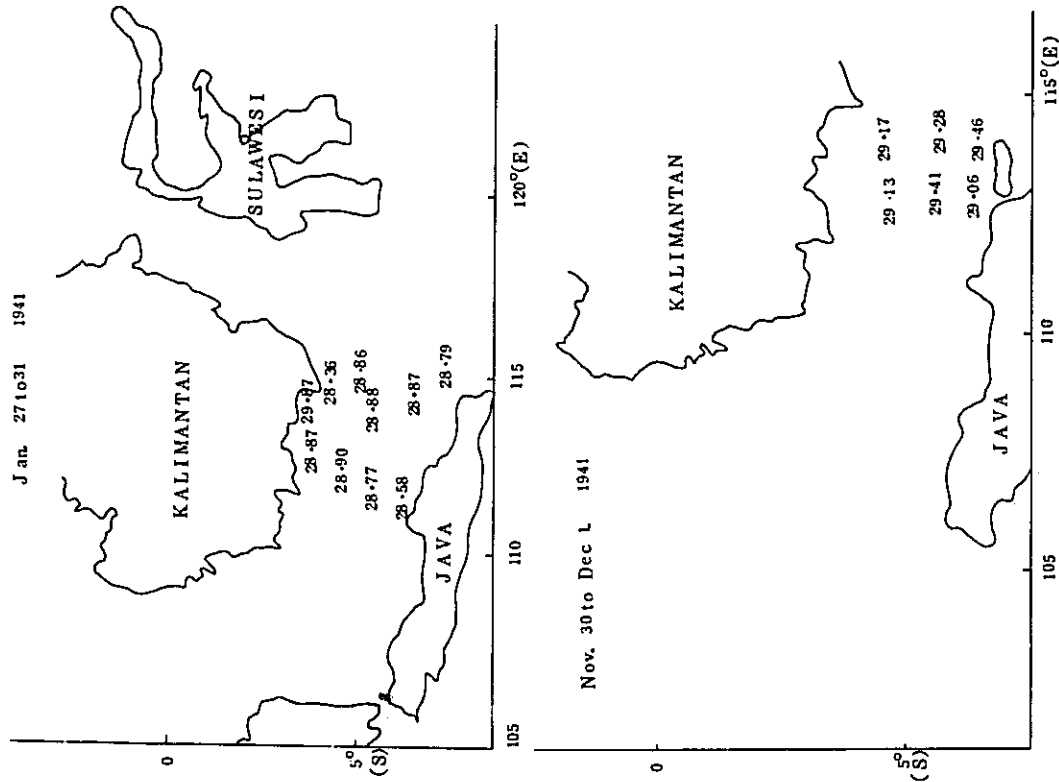 Jan. 27 to 31 1941
KALIMANTAN
SULAWESI
JAVA
28•87
29•87
28•36
28•90
28•86
28•77
28•88
28•58
28•87
28•79
0
5°
(S)
105
110
115
120°(E)
Nov. 30 to Dec 1. 1941
KALIMANTAN
JAVA
29•13
29•17
29•41
29•28
29•06
29•46
0
5°
(S)
105
110
115°(E)